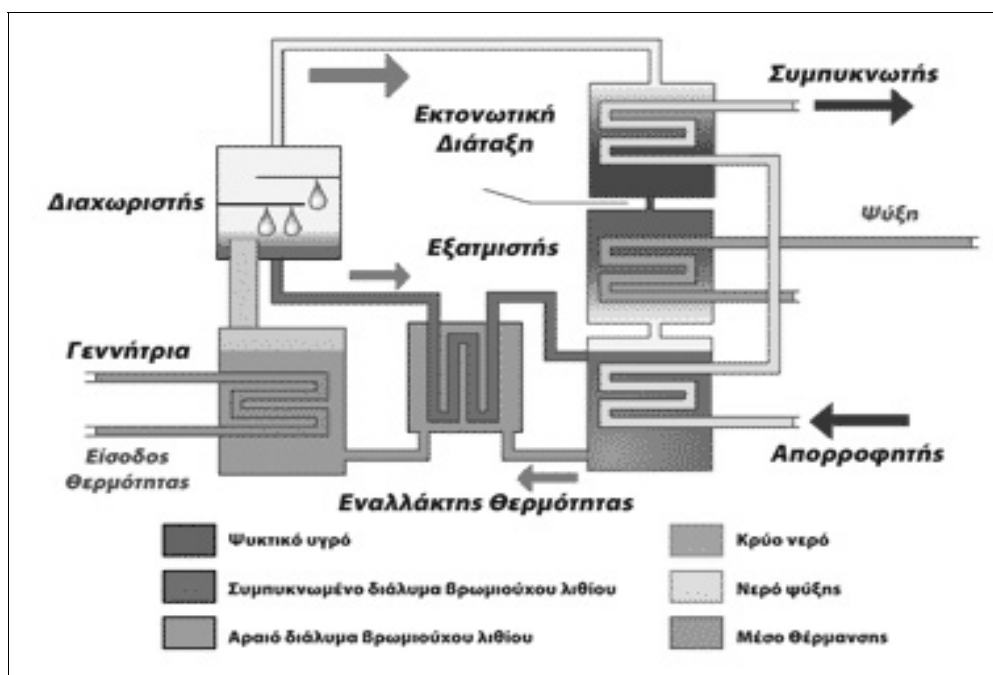 Συμπυκνωτής
Εκτονωτική
Διάταξη
Διαχωριστής
Ψύξη
Εξατμιστής
Γεννήτρια
Είσοδος
Θερμότητας
Απορροφητής
Εναλλάκτης Θερμότητας
Ψυκτικό υγρό
Κρύο νερό
Συμπυκνωμένο διάλυμα βρωμιούχου λιθίου
Νερό ψύξης
Αραιό διάλυμα βρωμιούχου λιθίου
Μέσο θέρμανσης